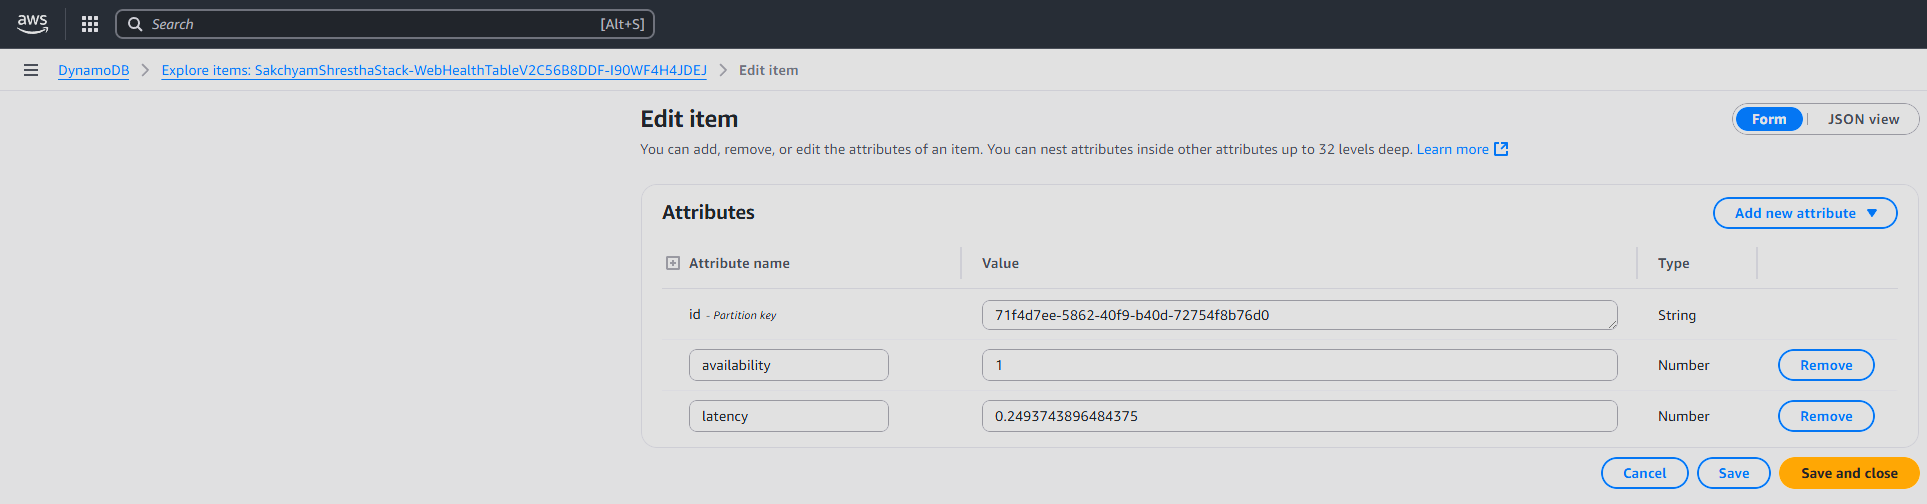 aws
Search [Alt+S]
DynamoDB Explore items: SakchyamShresthaStack-WebHealthTableV2C56B8DDF-I90WF4H4JDEJ Edit item
Edit item
Form JSON view
You can add, remove, or edit the attributes of an item. You can nest attributes inside other attributes up to 32 levels deep. Learn more
Attributes
Add new attribute
Attribute name Value Type
id - Partition key 71f4d7ee-5862-40f9-b40d-72754f8b76d0 String
availability 1 Number Remove
latency 0.2493743896484375 Number Remove
Cancel Save Save and close